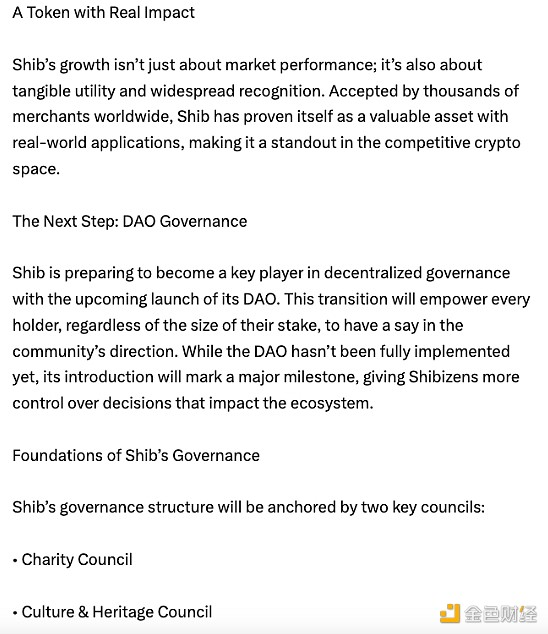 A Token with Real Impact
Shib’s growth isn’t just about market performance; it’s also about
tangible utility and widespread recognition. Accepted by thousands of
merchants worldwide, Shib has proven itself as a valuable asset with
real-world applications, making it a standout in the competitive crypto
space.
The Next Step: DAO Governance
Shib is preparing to become a key player in decentralized governance
with the upcoming launch of its DAO. This transition will empower every
holder, regardless of the size of their stake, to have a say in the
community’s direction. While the DAO hasn’t been fully implemented
yet, its introduction will mark a major milestone, giving Shibizens more
control over decisions that impact the ecosystem.
Foundations of Shib’s Governance
Shib’s governance structure will be anchored by two key councils:
• Charity Council
• Culture & Heritage Council
金色财经